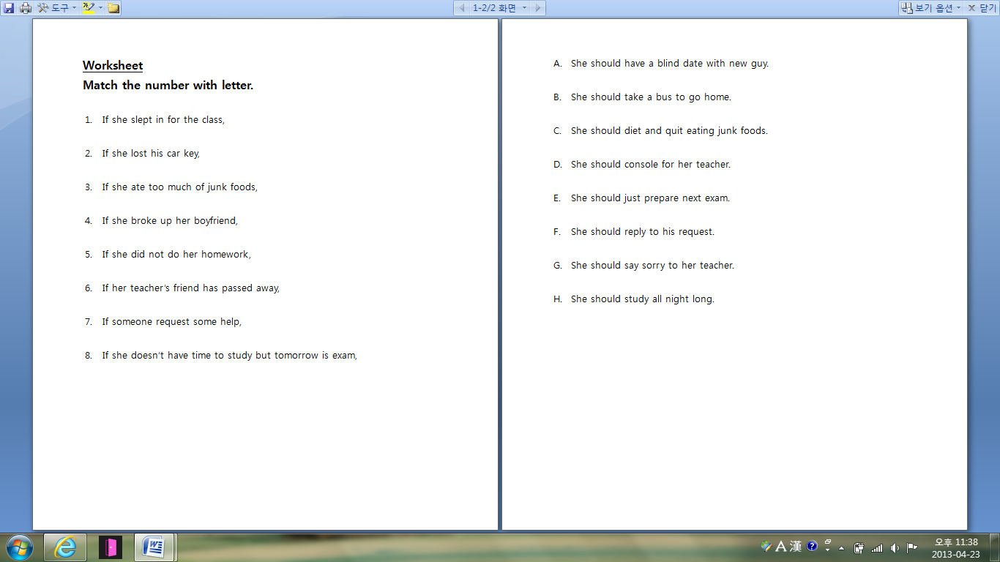 도구
1-2/2 화면
보기 옵션
닫기
Worksheet
Match the number with letter.
1. If she slept in for the class,
2. If she lost his car key,
3. If she ate too much of junk foods,
4. If she broke up her boyfriend,
5. If she did not do her homework,
6. If her teacher's friend has passed away,
7. If someone request some help,
8. If she doesn't have time to study but tomorrow is exam,
A. She should have a blind date with new guy.
B. She should take a bus to go home.
C. She should diet and quit eating junk foods.
D. She should console for her teacher.
E. She should just prepare next exam.
F. She should reply to his request.
G. She should say sorry to her teacher.
H. She should study all night long.
A 漢
오후 11:38
2013-04-23